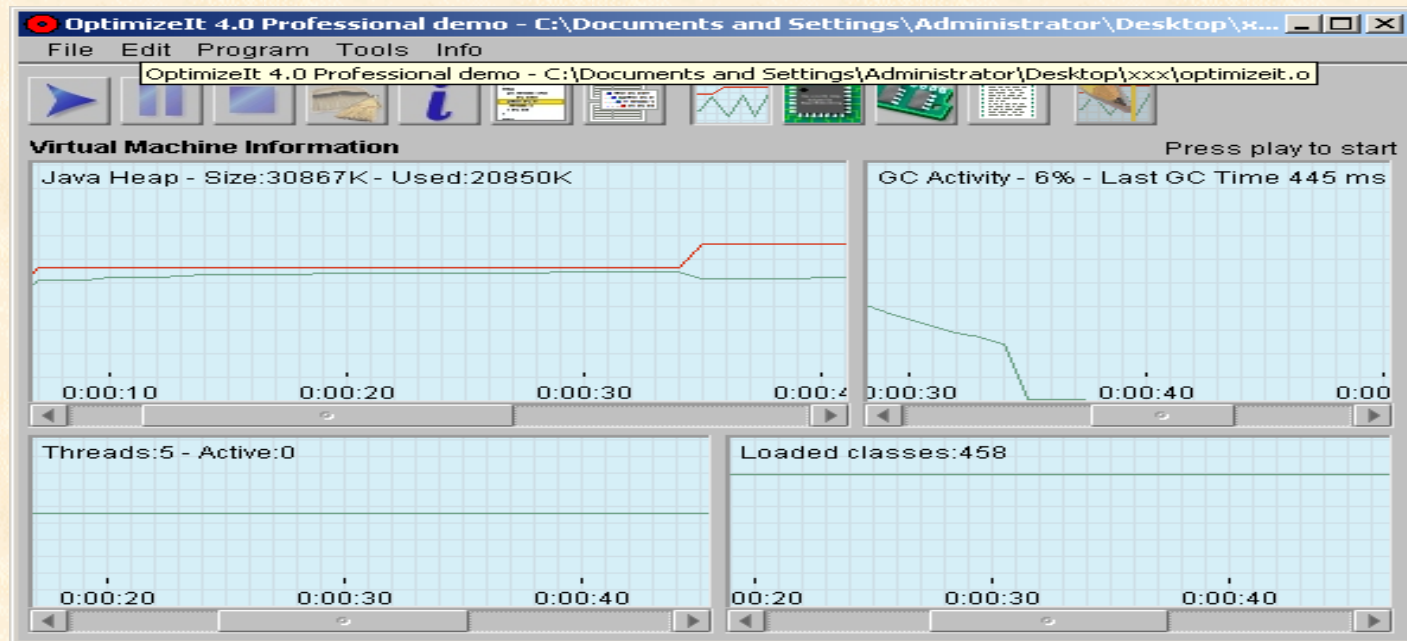 OptimizeIt 4.0 Professional demo - C:\Documents and Settings\Administrator\Desktop\x...
File Edit Program Tools Info
OptimizeIt 4.0 Professional demo - C:\Documents and Settings\Administrator\Desktop\xxx\optimizeit.o
Virtual Machine Information
Press play to start
Java Heap - Size:30867K - Used:20850K
0:00:10 0:00:20 0:00:30 0:00:4
GC Activity - 6% - Last GC Time 445 ms
0:00:30 0:00:40 0:00
Threads:5 - Active:0
0:00:20 0:00:30 0:00:40
Loaded classes:458
00:20 0:00:30 0:00:40